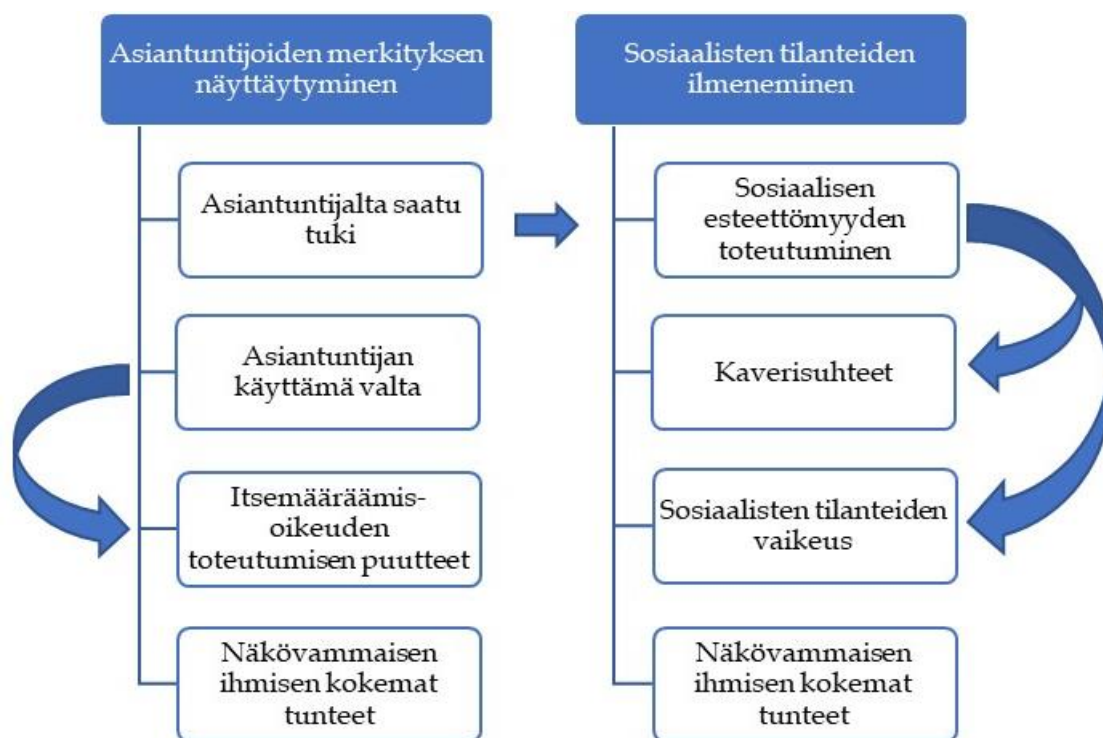 Asiantuntijoiden merkityksen
näyttäytyminen
Asiantuntijalta saatu
tuki
Asiantuntijan
käyttämä valta
Itsemääräämis-
oikeuden
toteutumisen puutteet
Näkövammaisen
ihmisen kokemat
tunteet
Sosiaalisten tilanteiden
ilmeneminen
Sosiaalisen
esteettömyyden
toteutuminen
Kaverisuhteet
Sosiaalisten tilanteiden
vaikeus
Näkövammaisen
ihmisen kokemat
tunteet